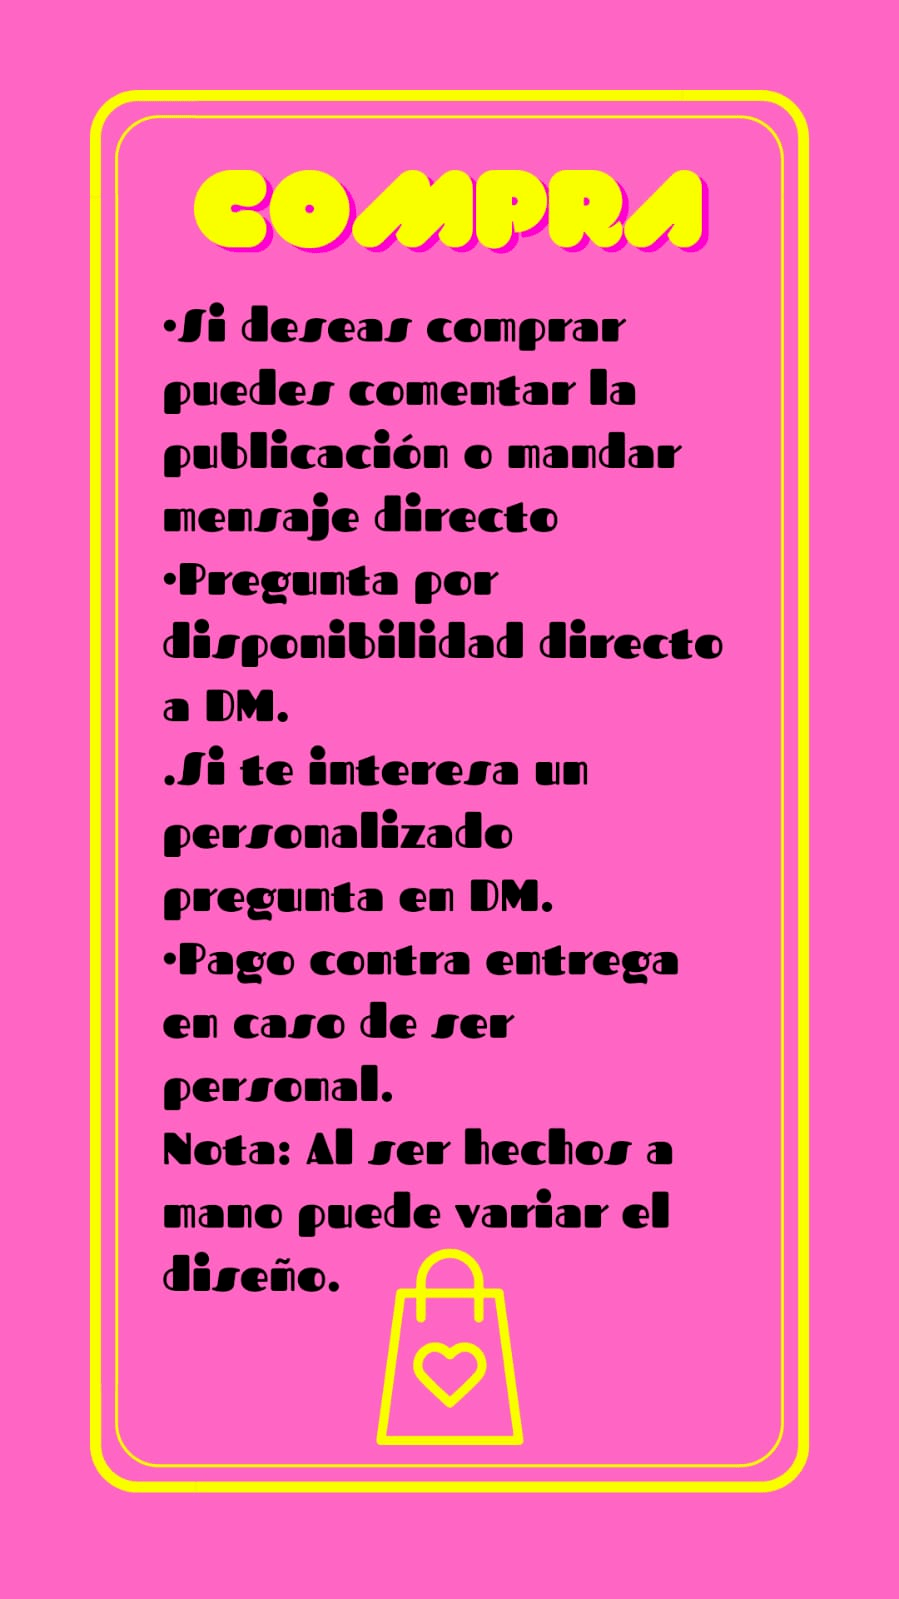 COMPRA
•Si deseas comprar
puedes comentar la
publicación o mandar
mensaje directo
•Pregunta por
disponibilidad directo
a DM.
.Si te interesa un
personalizado
pregunta en DM.
•Pago contra entrega
en caso de ser
personal.
Nota: Al ser hechos a
mano puede variar el
diseño.